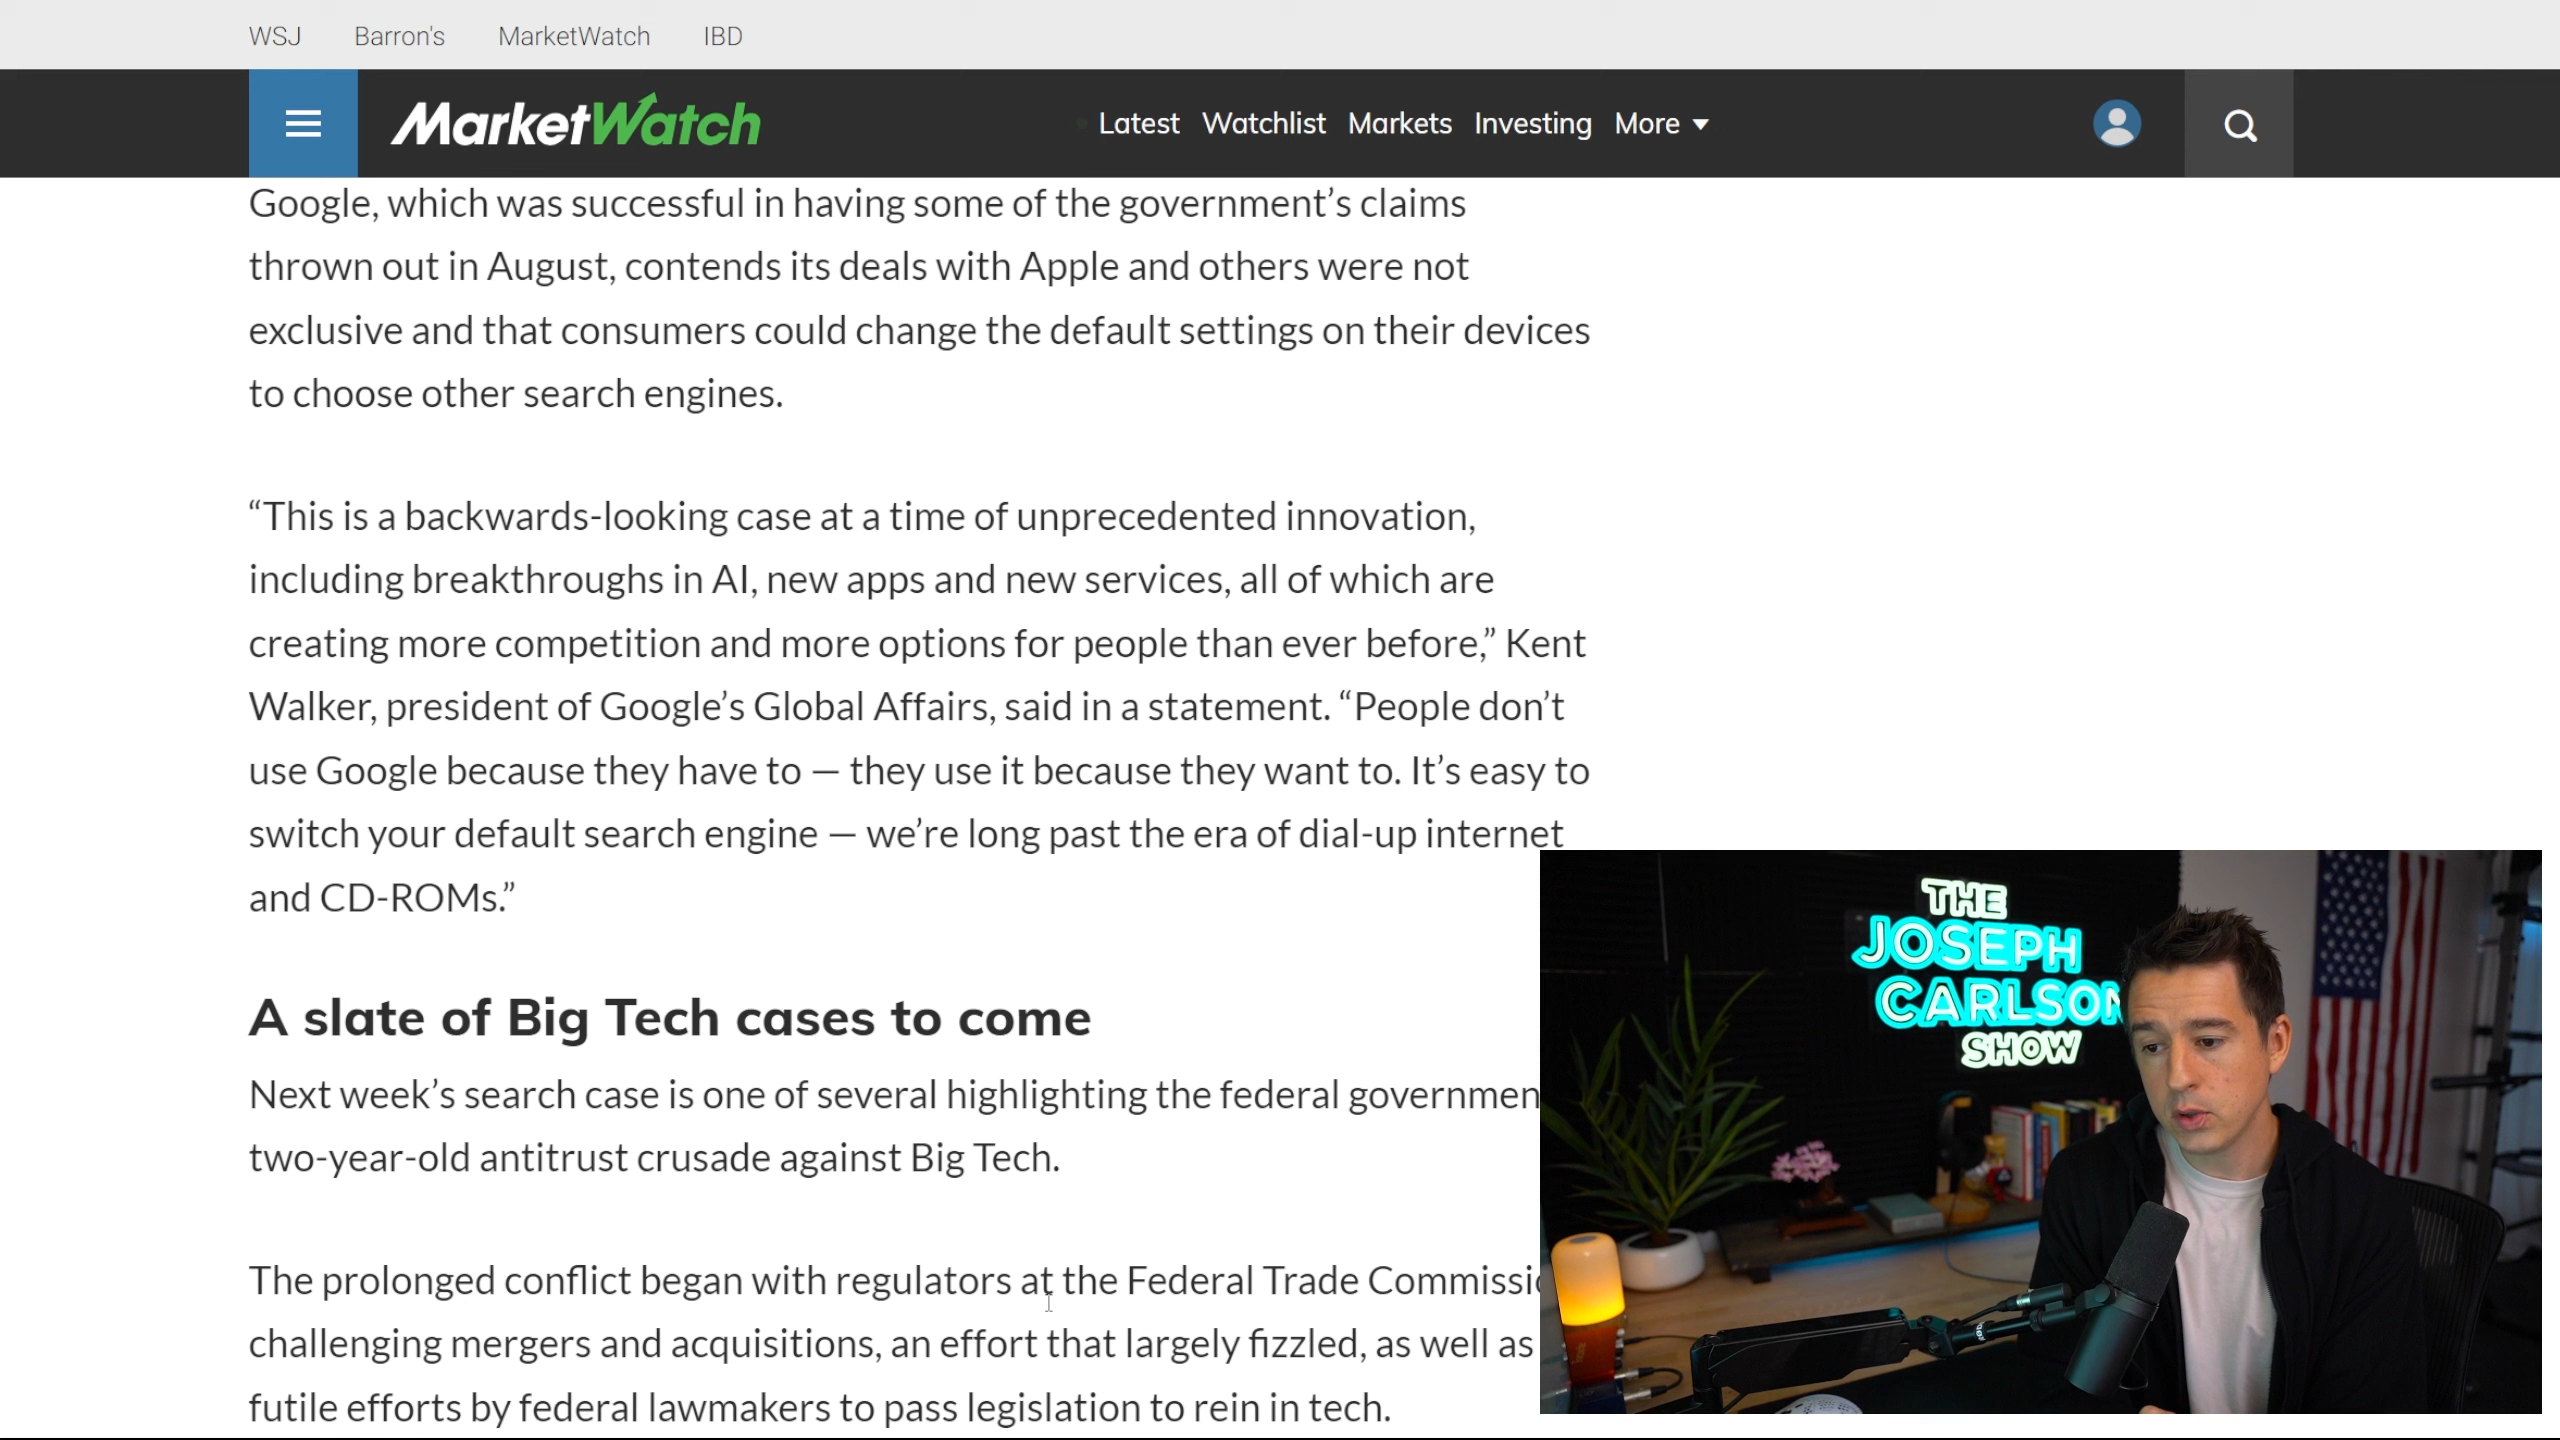 WSJ Barron's MarketWatch IBD
MarketWatch Latest Watchlist Markets Investing More
Google, which was successful in having some of the government’s claims
thrown out in August, contends its deals with Apple and others were not
exclusive and that consumers could change the default settings on their devices
to choose other search engines.
“This is a backwards-looking case at a time of unprecedented innovation,
including breakthroughs in AI, new apps and new services, all of which are
creating more competition and more options for people than ever before,” Kent
Walker, president of Google’s Global Affairs, said in a statement. “People don’t
use Google because they have to — they use it because they want to. It’s easy to
switch your default search engine — we’re long past the era of dial-up internet
and CD-ROMs.”
A slate of Big Tech cases to come
Next week’s search case is one of several highlighting the federal governmen
two-year-old antitrust crusade against Big Tech.
The prolonged conflict began with regulators at the Federal Trade Commissi
challenging mergers and acquisitions, an effort that largely fizzled, as well as
futile efforts by federal lawmakers to pass legislation to rein in tech.
THE
JOSEPH
CARLSON
SHOW